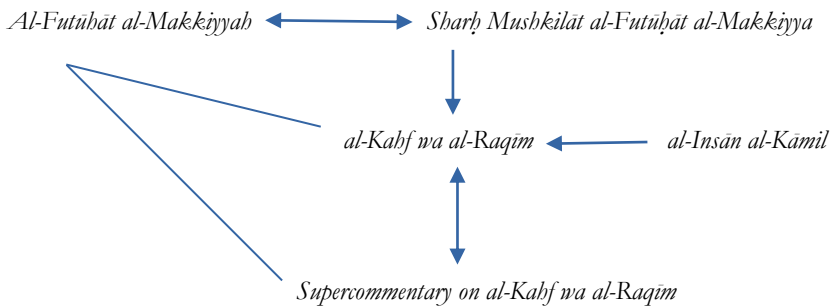 Al-Futūḥāt al-Makkiyyah
Sharḥ Mushkilāt al-Futūḥāt al-Makkiyya
al-Kahf wa al-Raqīm
al-Insān al-Kāmil
Supercommentary on al-Kahf wa al-Raqīm